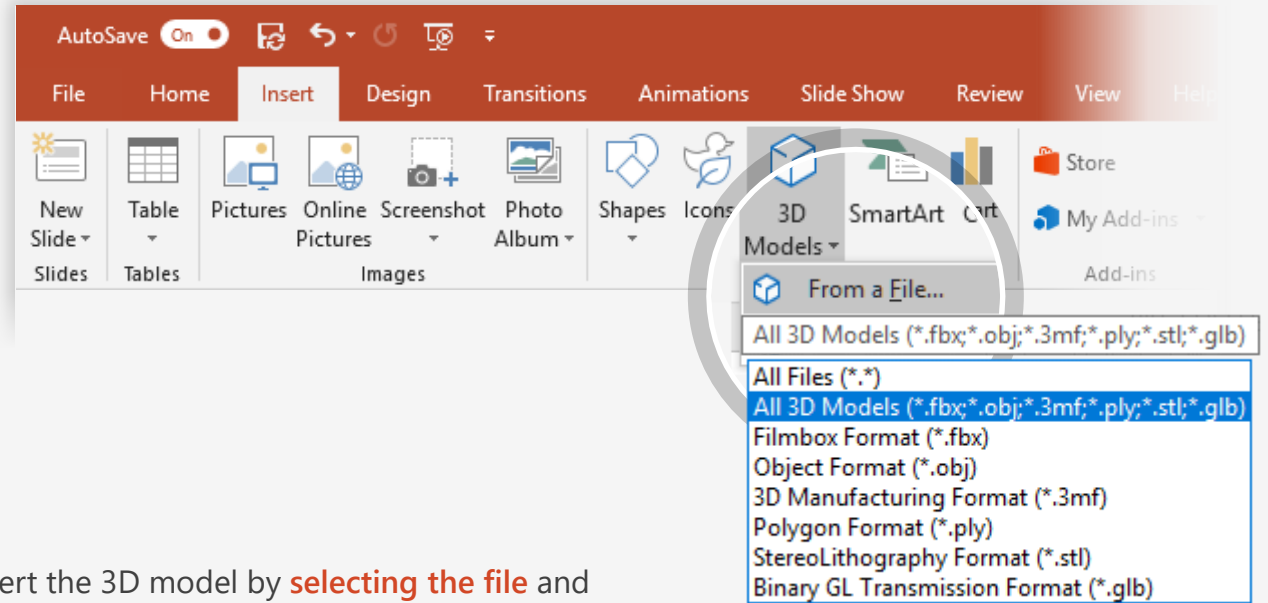 AutoSave On
File Home Insert Design Transitions Animations Slide Show Review View Help
New Slide
Table
Pictures
Online Pictures
Screenshot
Photo Album
Shapes
Icons
3D Models
SmartArt
Store
My Add-ins
Slides
Tables
Images
Add-ins
From a File...
All 3D Models (*.fbx;*.obj;*.3mf;*.ply;*.stl;*.glb)
All Files (*.*)
All 3D Models (*.fbx;*.obj;*.3mf;*.ply;*.stl;*.glb)
Filmbox Format (*.fbx)
Object Format (*.obj)
3D Manufacturing Format (*.3mf)
Polygon Format (*.ply)
StereoLithography Format (*.stl)
Binary GL Transmission Format (*.glb)
ert the 3D model by selecting the file and